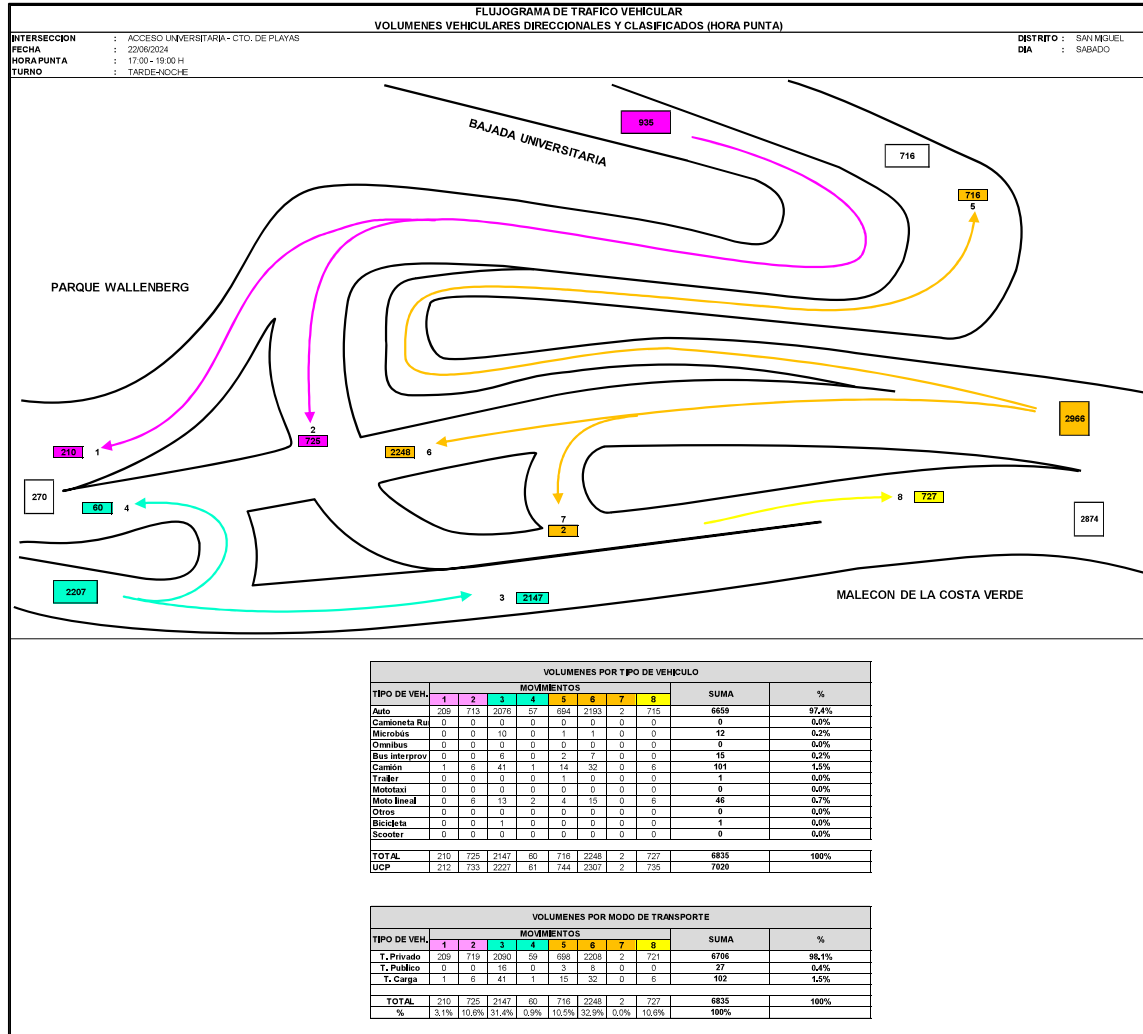 FLUJOGRAMA DE TRAFICO VEHICULAR
VOLUMENES VEHICULARES DIRECCIONALES Y CLASIFICADOS (HORA PUNTA)
INTERSECCION : ACCESO UNIVERSITARIA - CTO. DE PLAYAS DISTRITO : SAN MIGUEL
FECHA : 22/06/2024 DIA : SABADO
HORA PUNTA : 17:00 - 19:00 H
TURNO : TARDE-NOCHE
935
BAJADA UNIVERSITARIA
716
716
5
PARQUE WALLENBERG
2966
2
725
210 1
2248 6
270
60 4
8 727
7
2
2874
2207
3 2147
MALECON DE LA COSTA VERDE
VOLUMENES POR TIPO DE VEHICULO
TIPO DE VEH. MOVIMIENTOS SUMA %
1 2 3 4 5 6 7 8
Auto 209 713 2076 57 694 2193 2 715 6659 97.4%
Camioneta Ru 0 0 0 0 0 0 0 0 0 0.0%
Microbús 0 0 10 0 1 1 0 0 12 0.2%
Omnibus 0 0 0 0 0 0 0 0 0 0.0%
Bus interprov 0 0 6 0 2 7 0 0 15 0.2%
Camión 1 6 41 1 14 32 0 6 101 1.5%
Trailer 0 0 0 0 1 0 0 0 1 0.0%
Mototaxi 0 0 0 0 0 0 0 0 0 0.0%
Moto lineal 0 6 13 2 4 15 0 6 46 0.7%
Otros 0 0 0 0 0 0 0 0 0 0.0%
Bicicleta 0 0 1 0 0 0 0 0 1 0.0%
Scooter 0 0 0 0 0 0 0 0 0 0.0%
TOTAL 210 725 2147 60 716 2248 2 727 6835 100%
UCP 212 733 2227 61 744 2307 2 735 7020
VOLUMENES POR MODO DE TRANSPORTE
TIPO DE VEH. MOVIMIENTOS SUMA %
1 2 3 4 5 6 7 8
T. Privado 209 719 2090 59 698 2208 2 721 6706 98.1%
T. Publico 0 0 16 0 3 8 0 0 27 0.4%
T. Carga 1 6 41 1 15 32 0 6 102 1.5%
TOTAL 210 725 2147 60 716 2248 2 727 6835 100%
% 3.1% 10.6% 31.4% 0.9% 10.5% 32.9% 0.0% 10.6% 100%